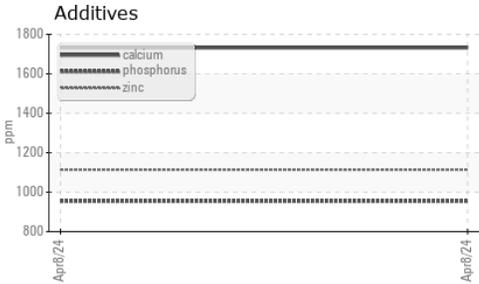 Additives
1800
1600
1400
1200
1000
800
ppm
calcium
phosphorus
zinc
Apr8/24
Apr8/24